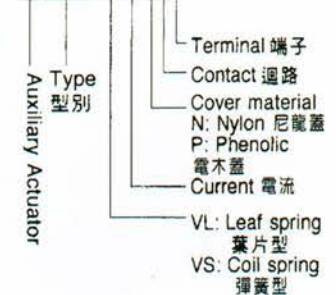 Terminal 端子
Contact 迴路
Cover material
N: Nylon 尼龍蓋
P: Phenolic
電木蓋
Current 電流
VL: Leaf spring
葉片型
VS: Coil spring
彈簧型
Type
型別
Auxiliary Actuator